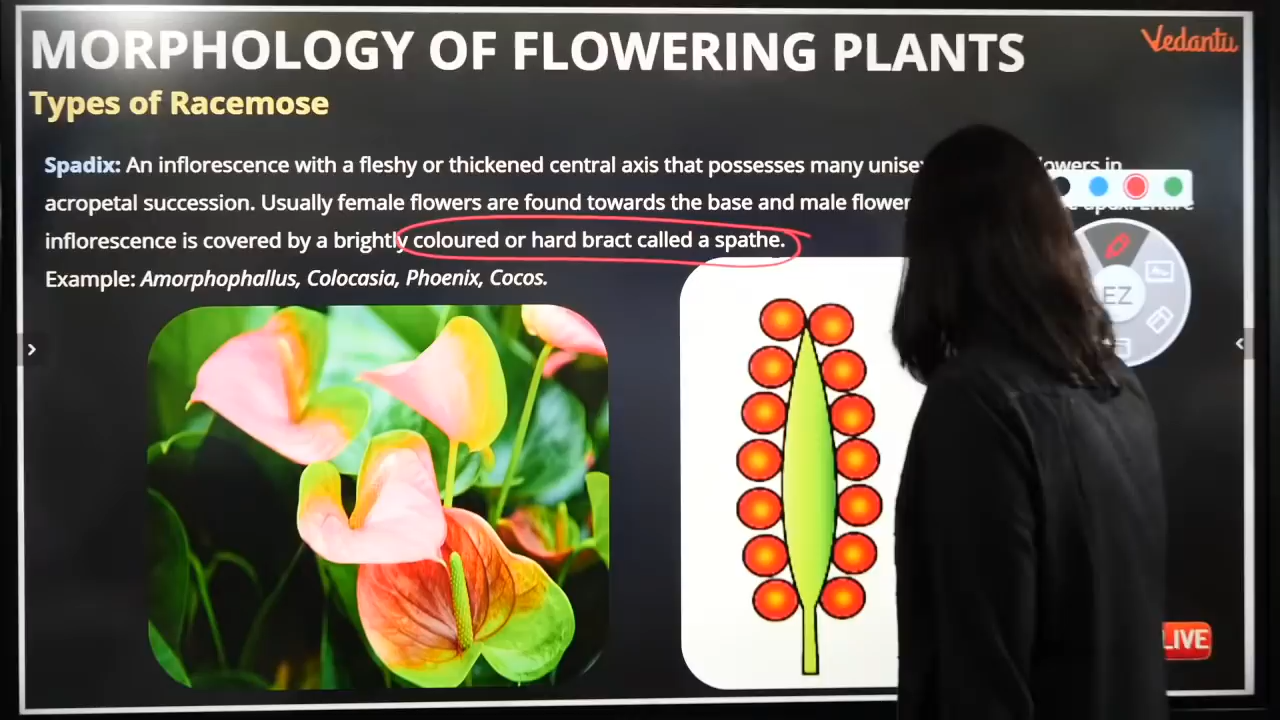 MORPHOLOGY OF FLOWERING PLANTS
Vedantu
Types of Racemose
Spadix: An inflorescence with a fleshy or thickened central axis that possesses many in
acropetal succession. Usually female flowers are found towards the base and male
inflorescence is covered by a brightly coloured or hard bract called a spathe.
Example: Amorphophallus, Colocasia, Phoenix, Cocos.
EZ
LIVE